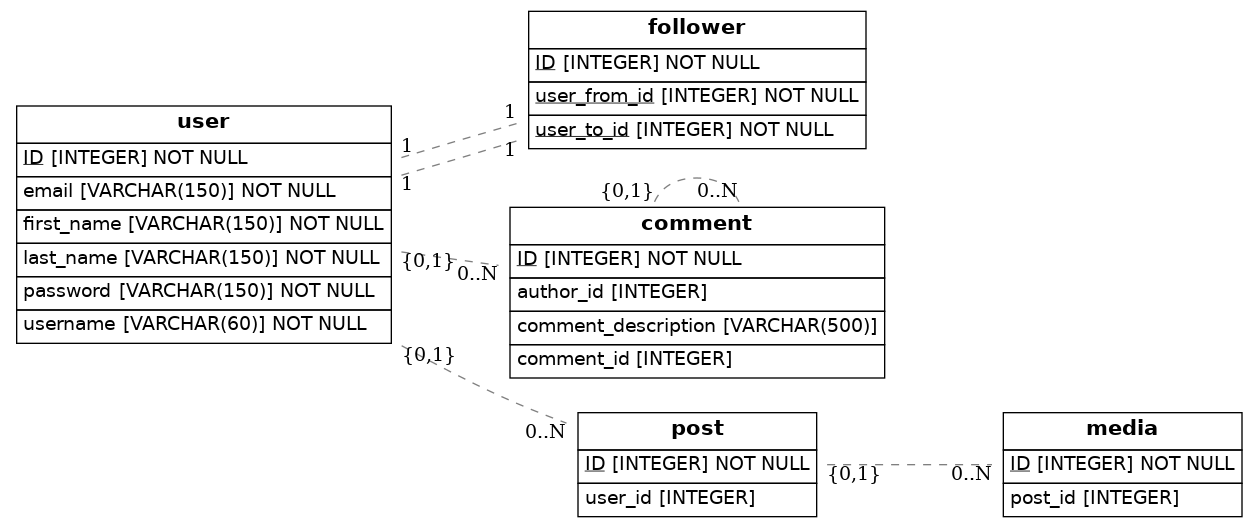 follower
ID [INTEGER] NOT NULL
user_from_id [INTEGER] NOT NULL
user_to_id [INTEGER] NOT NULL
user
ID [INTEGER] NOT NULL
email [VARCHAR(150)] NOT NULL
first_name [VARCHAR(150)] NOT NULL
last_name [VARCHAR(150)] NOT NULL
password [VARCHAR(150)] NOT NULL
username [VARCHAR(60)] NOT NULL
1
1
1
1
{0,1}
0..N
comment
ID [INTEGER] NOT NULL
author_id [INTEGER]
comment_description [VARCHAR(500)]
comment_id [INTEGER]
{0,1}
0..N
{0,1}
0..N
post
ID [INTEGER] NOT NULL
user_id [INTEGER]
{0,1}
0..N
media
ID [INTEGER] NOT NULL
post_id [INTEGER]